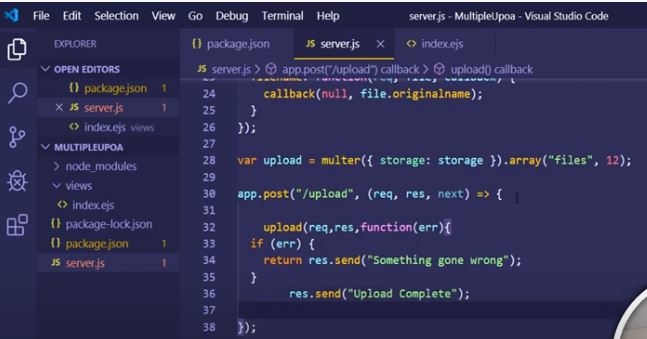 File Edit Selection View Go Debug Terminal Help server.js - MultipleUpoa - Visual Studio Code
EXPLORER
OPEN EDITORS
{} package.json 1
× JS server.js 1
<> index.ejs views
MULTIPLEUPOA
> node_modules
views
<> index.ejs
{} package-lock.json
{} package.json 1
JS server.js 1
{} package.json JS server.js × <> index.ejs
JS server.js > app.post("/upload") callback > upload() callback
24 callback(null, file.originalname);
25 }
26 });
27
28 var upload = multer({ storage: storage }).array("files", 12);
29
30 app.post("/upload", (req, res, next) => {
31
32 upload(req,res,function(err){
33 if (err) {
34 return res.send("Something gone wrong");
35 }
36 res.send("Upload Complete");
37
38 });